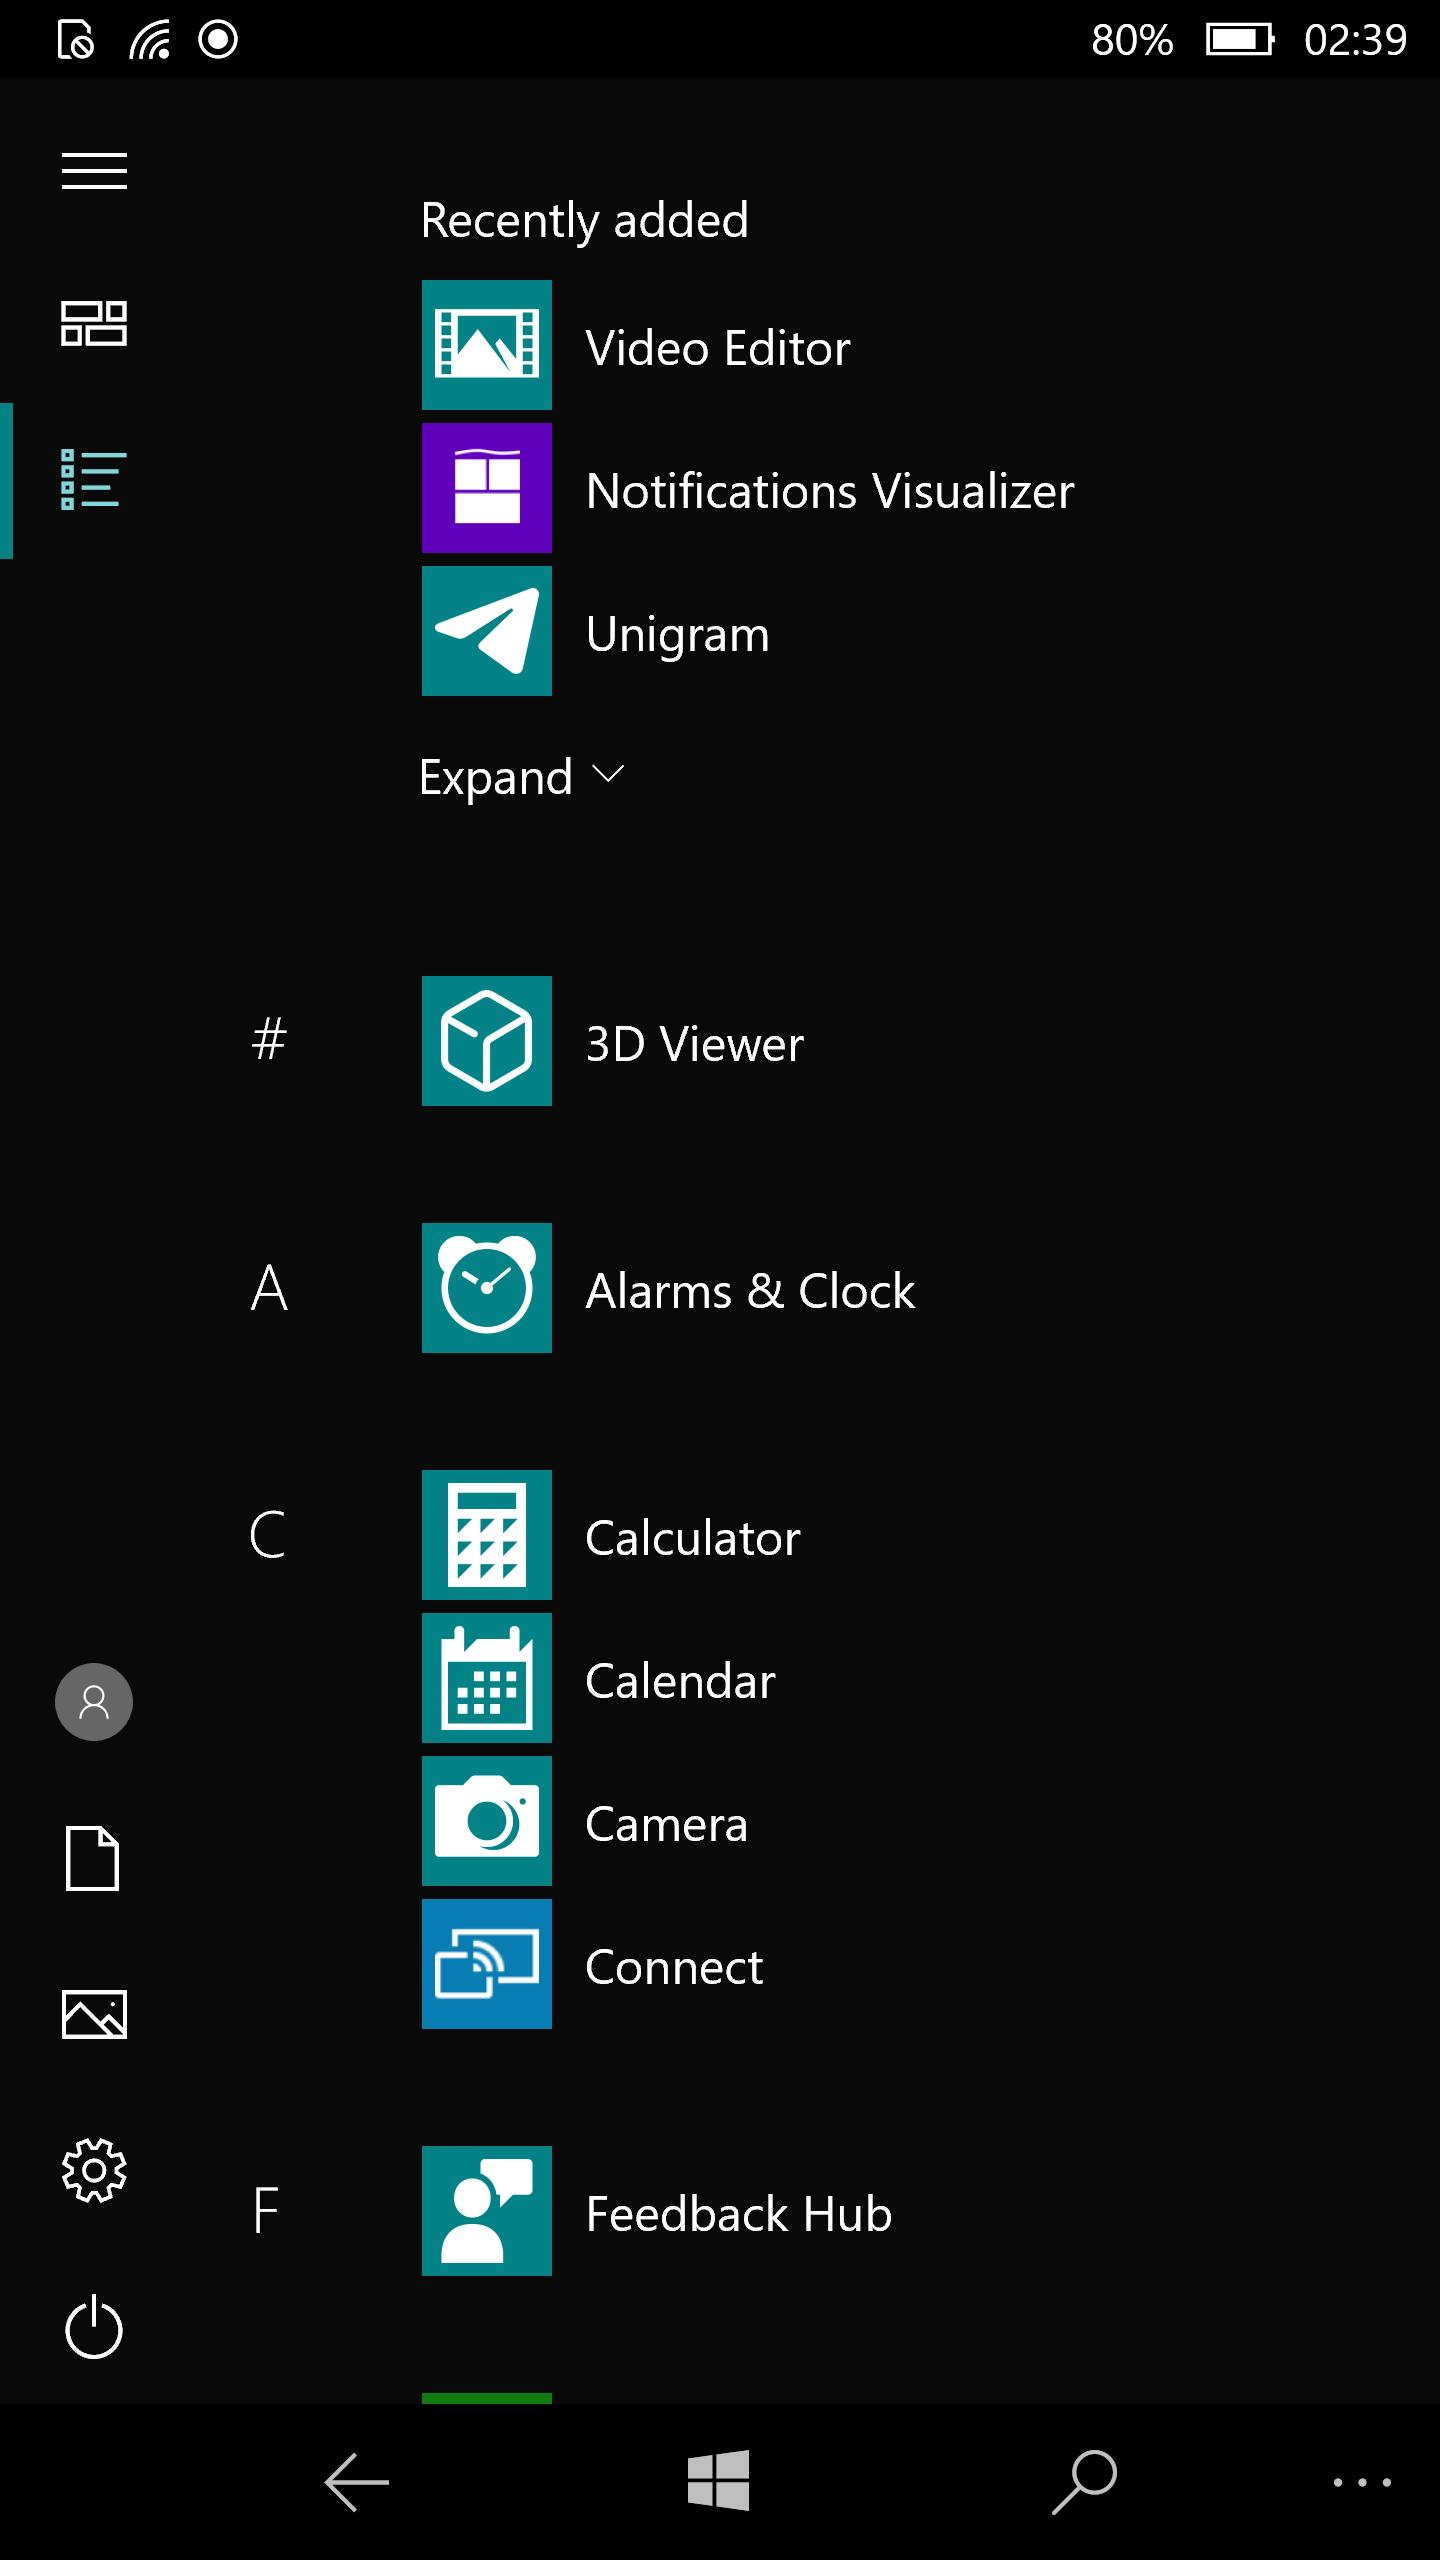 80% 02:39
Recently added
Video Editor
Notifications Visualizer
Unigram
Expand
# 3D Viewer
A Alarms & Clock
C Calculator
Calendar
Camera
Connect
F Feedback Hub